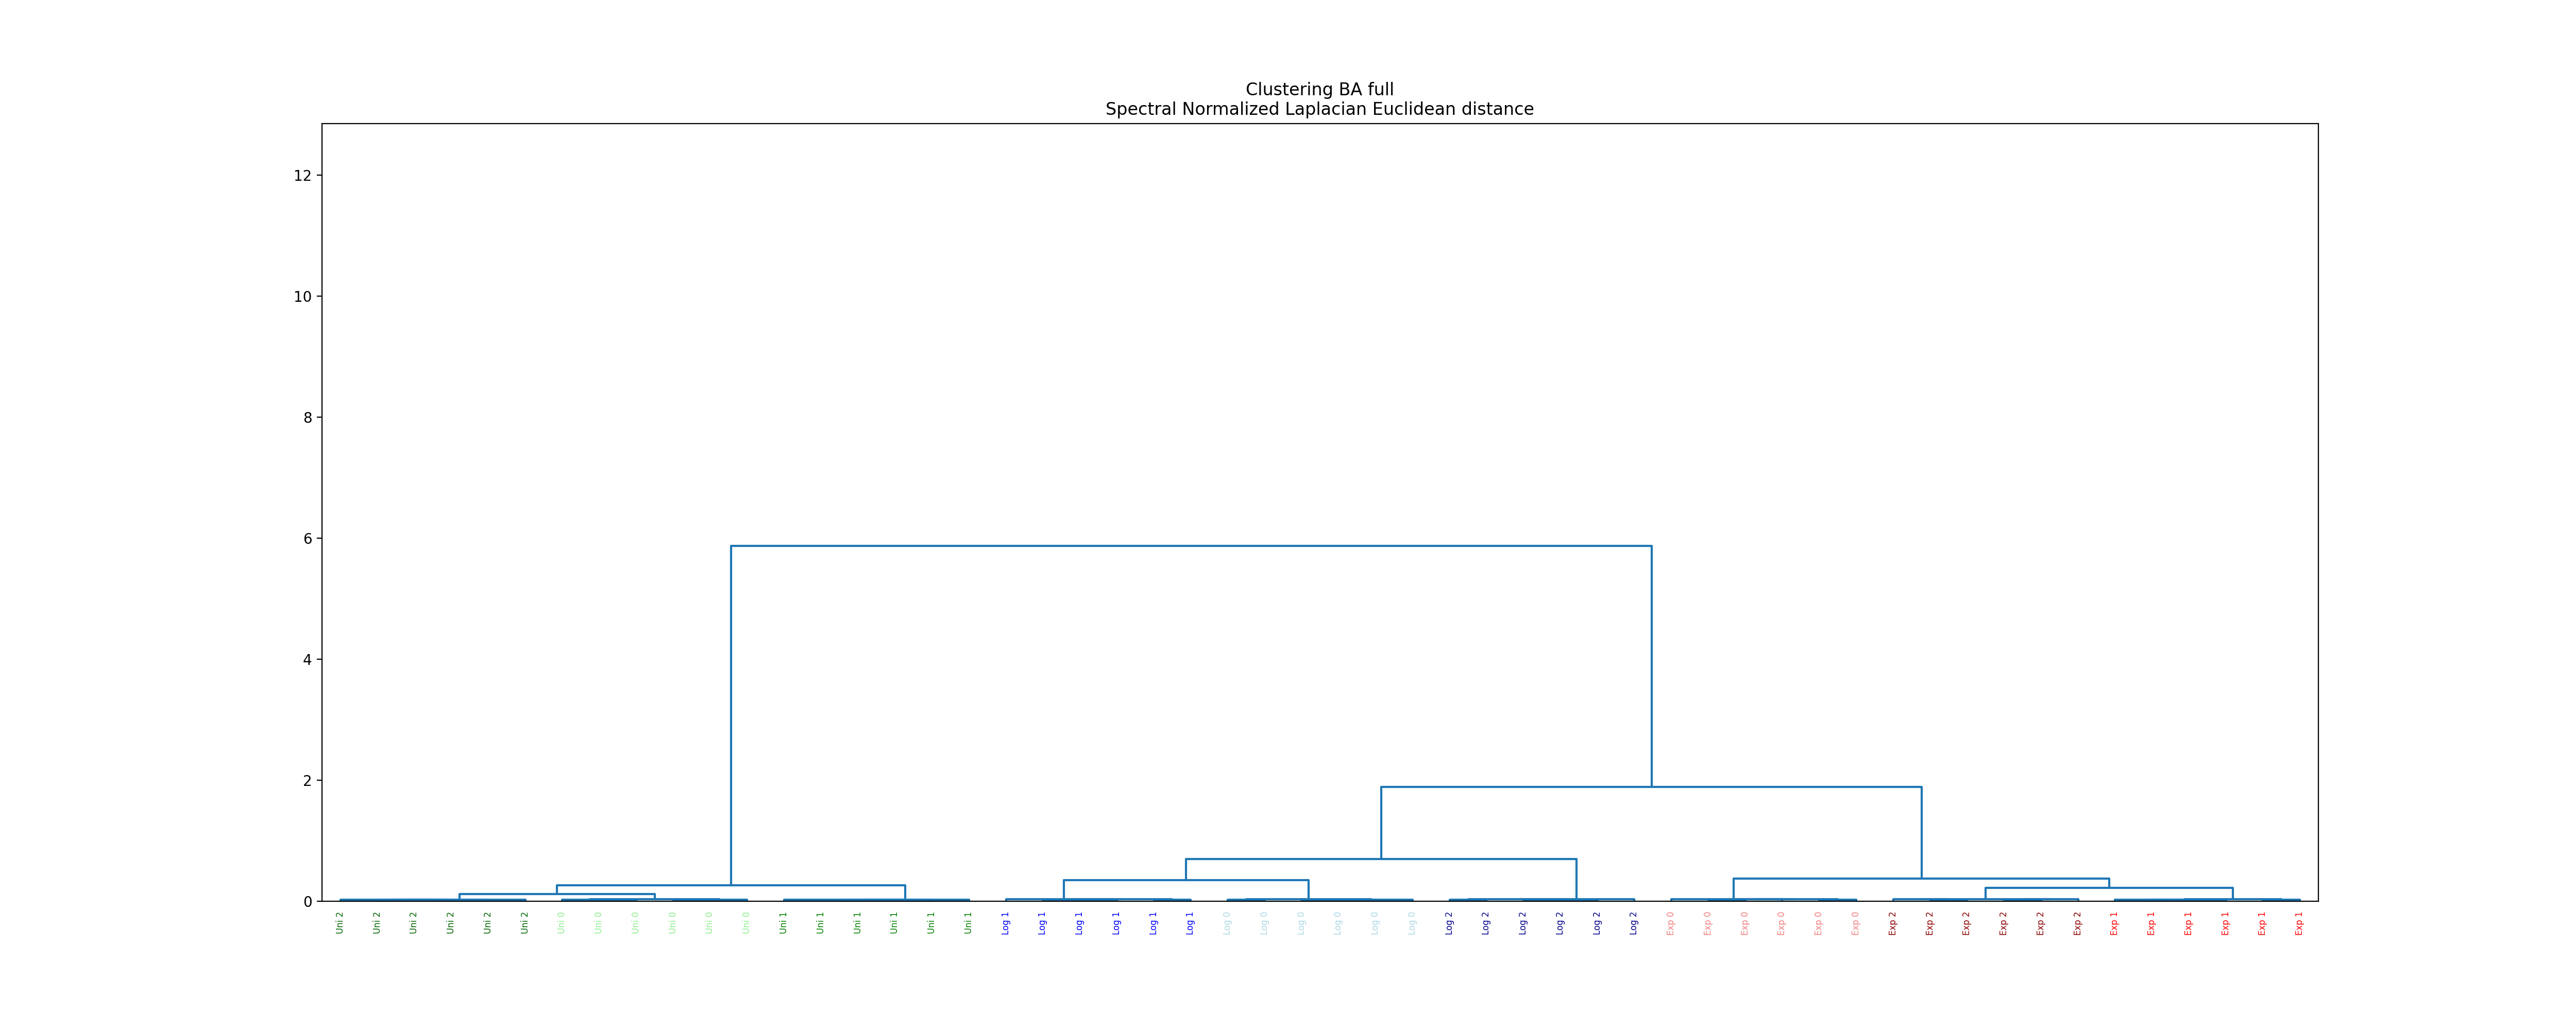 Clustering BA full
Spectral Normalized Laplacian Euclidean distance
12
10
8
6
4
2
0
Uni 2 Uni 2 Uni 2 Uni 2 Uni 2 Uni 2 Uni 0 Uni 0 Uni 0 Uni 0 Uni 0 Uni 0 Uni 1 Uni 1 Uni 1 Uni 1 Uni 1 Uni 1 Log 1 Log 1 Log 1 Log 1 Log 1 Log 1 Log 0 Log 0 Log 0 Log 0 Log 0 Log 0 Log 2 Log 2 Log 2 Log 2 Log 2 Log 2 Exp 0 Exp 0 Exp 0 Exp 0 Exp 0 Exp 0 Exp 2 Exp 2 Exp 2 Exp 2 Exp 2 Exp 2 Exp 1 Exp 1 Exp 1 Exp 1 Exp 1 Exp 1